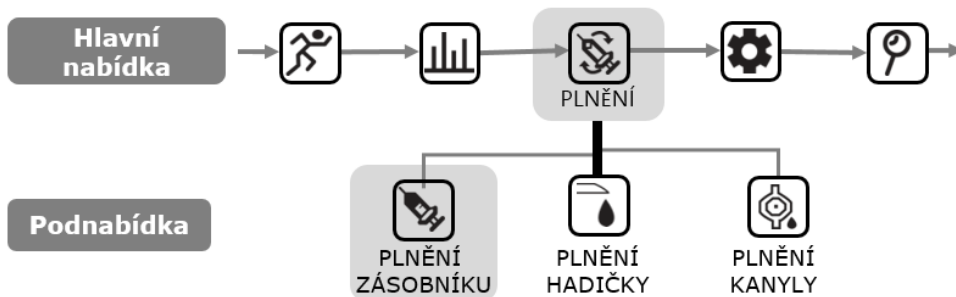 Hlavní
nabídka
PLNĚNÍ
Podnabídka
PLNĚNÍ
ZÁSOBNÍKU
PLNĚNÍ
HADIČKY
PLNĚNÍ
KANYLY